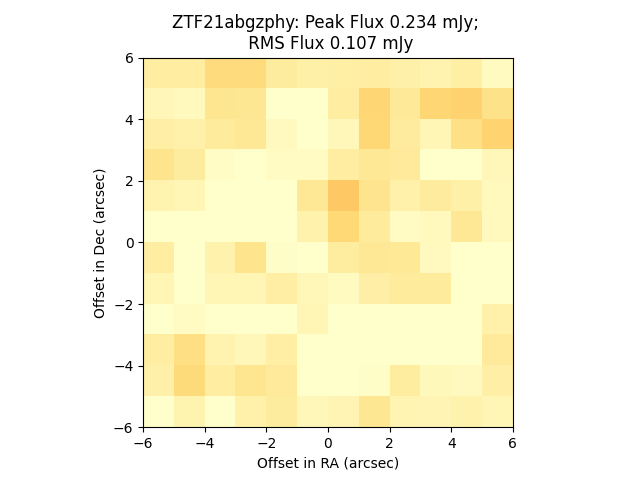 ZTF21abgzphy: Peak Flux 0.234 mJy;
RMS Flux 0.107 mJy
6
4
2
0
−2
−4
−6
Offset in Dec (arcsec)
−6 −4 −2 0 2 4 6
Offset in RA (arcsec)